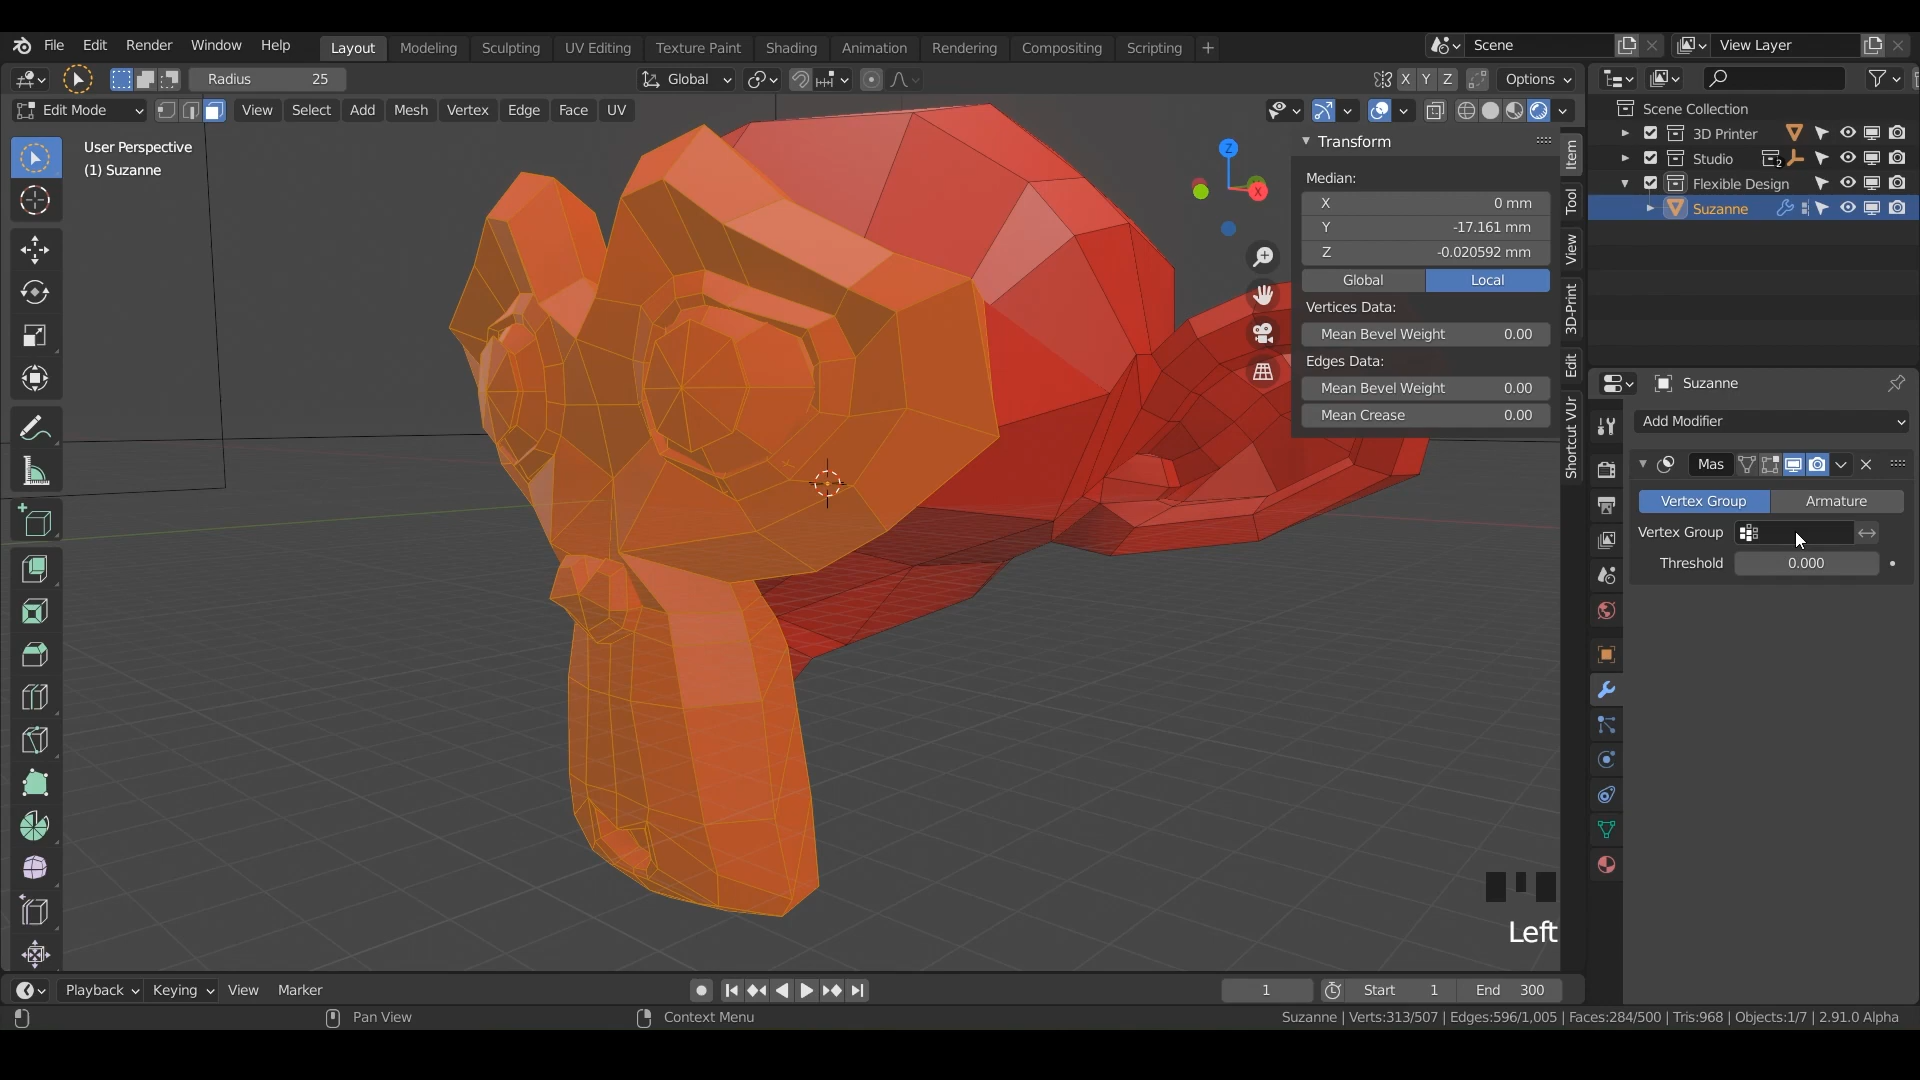 File Edit Render Window Help Layout Modeling Sculpting UV Editing Texture Paint Shading Animation Rendering Compositing Scripting + Scene View Layer
Radius 25 Global X Y Z Options
Edit Mode View Select Add Mesh Vertex Edge Face UV
User Perspective
(1) Suzanne
Z
X
Transform
Median:
X 0 mm
Y -17.161 mm
Z -0.020592 mm
Global Local
Vertices Data:
Mean Bevel Weight 0.00
Edges Data:
Mean Bevel Weight 0.00
Mean Crease 0.00
Item
Tool
View
3D-Print
Edit
Shortcut VUr
Scene Collection
3D Printer
Studio 2
Flexible Design
Suzanne
Suzanne
Add Modifier
Mas
Vertex Group Armature
Vertex Group
Threshold 0.000
Left
Playback Keying View Marker 1 Start 1 End 300
Pan View Context Menu Suzanne | Verts:313/507 | Edges:596/1,005 | Faces:284/500 | Tris:968 | Objects:1/7 | 2.91.0 Alpha